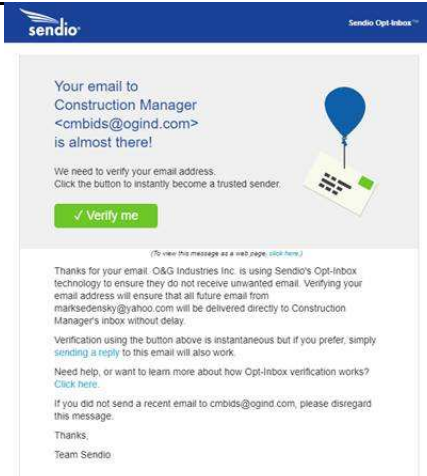 sendio
Sendio Opt-Inbox™
Your email to
Construction Manager
<cmbids@ogind.com>
is almost there!
We need to verify your email address.
Click the button to instantly become a trusted sender.
✓ Verify me
(To view this message as a web page, click here.)
Thanks for your email. O&G Industries Inc. is using Sendio's Opt-Inbox
technology to ensure they do not receive unwanted email. Verifying your
email address will ensure that all future email from
marksedensky@yahoo.com will be delivered directly to Construction
Manager's inbox without delay.
Verification using the button above is instantaneous but if you prefer, simply
sending a reply to this email will also work.
Need help, or want to learn more about how Opt-Inbox verification works?
Click here.
If you did not send a recent email to cmbids@ogind.com, please disregard
this message.
Thanks,
Team Sendio